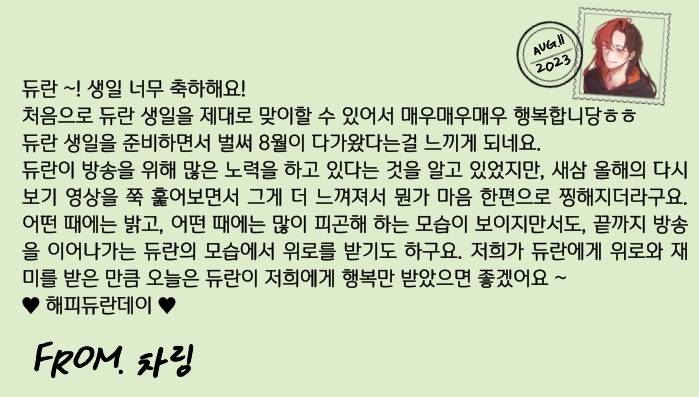 AUG.11
2023
듀란 ~! 생일 너무 축하해요!
처음으로 듀란 생일을 제대로 맞이할 수 있어서 매우매우매우 행복합니당ㅎㅎ
듀란 생일을 준비하면서 벌써 8월이 다가왔다는걸 느끼게 되네요.
듀란이 방송을 위해 많은 노력을 하고 있다는 것을 알고 있었지만, 새삼 올해의 다시
보기 영상을 쭉 훑어보면서 그게 더 느껴져서 뭔가 마음 한편으로 찡해지더라구요.
어떤 때에는 밝고, 어떤 때에는 많이 피곤해 하는 모습이 보이지만서도, 끝까지 방송
을 이어나가는 듀란의 모습에서 위로를 받기도 하구요. 저희가 듀란에게 위로와 재
미를 받은 만큼 오늘은 듀란이 저희에게 행복만 받았으면 좋겠어요 ~
♥ 해피듀란데이 ♥
FROM. 차링